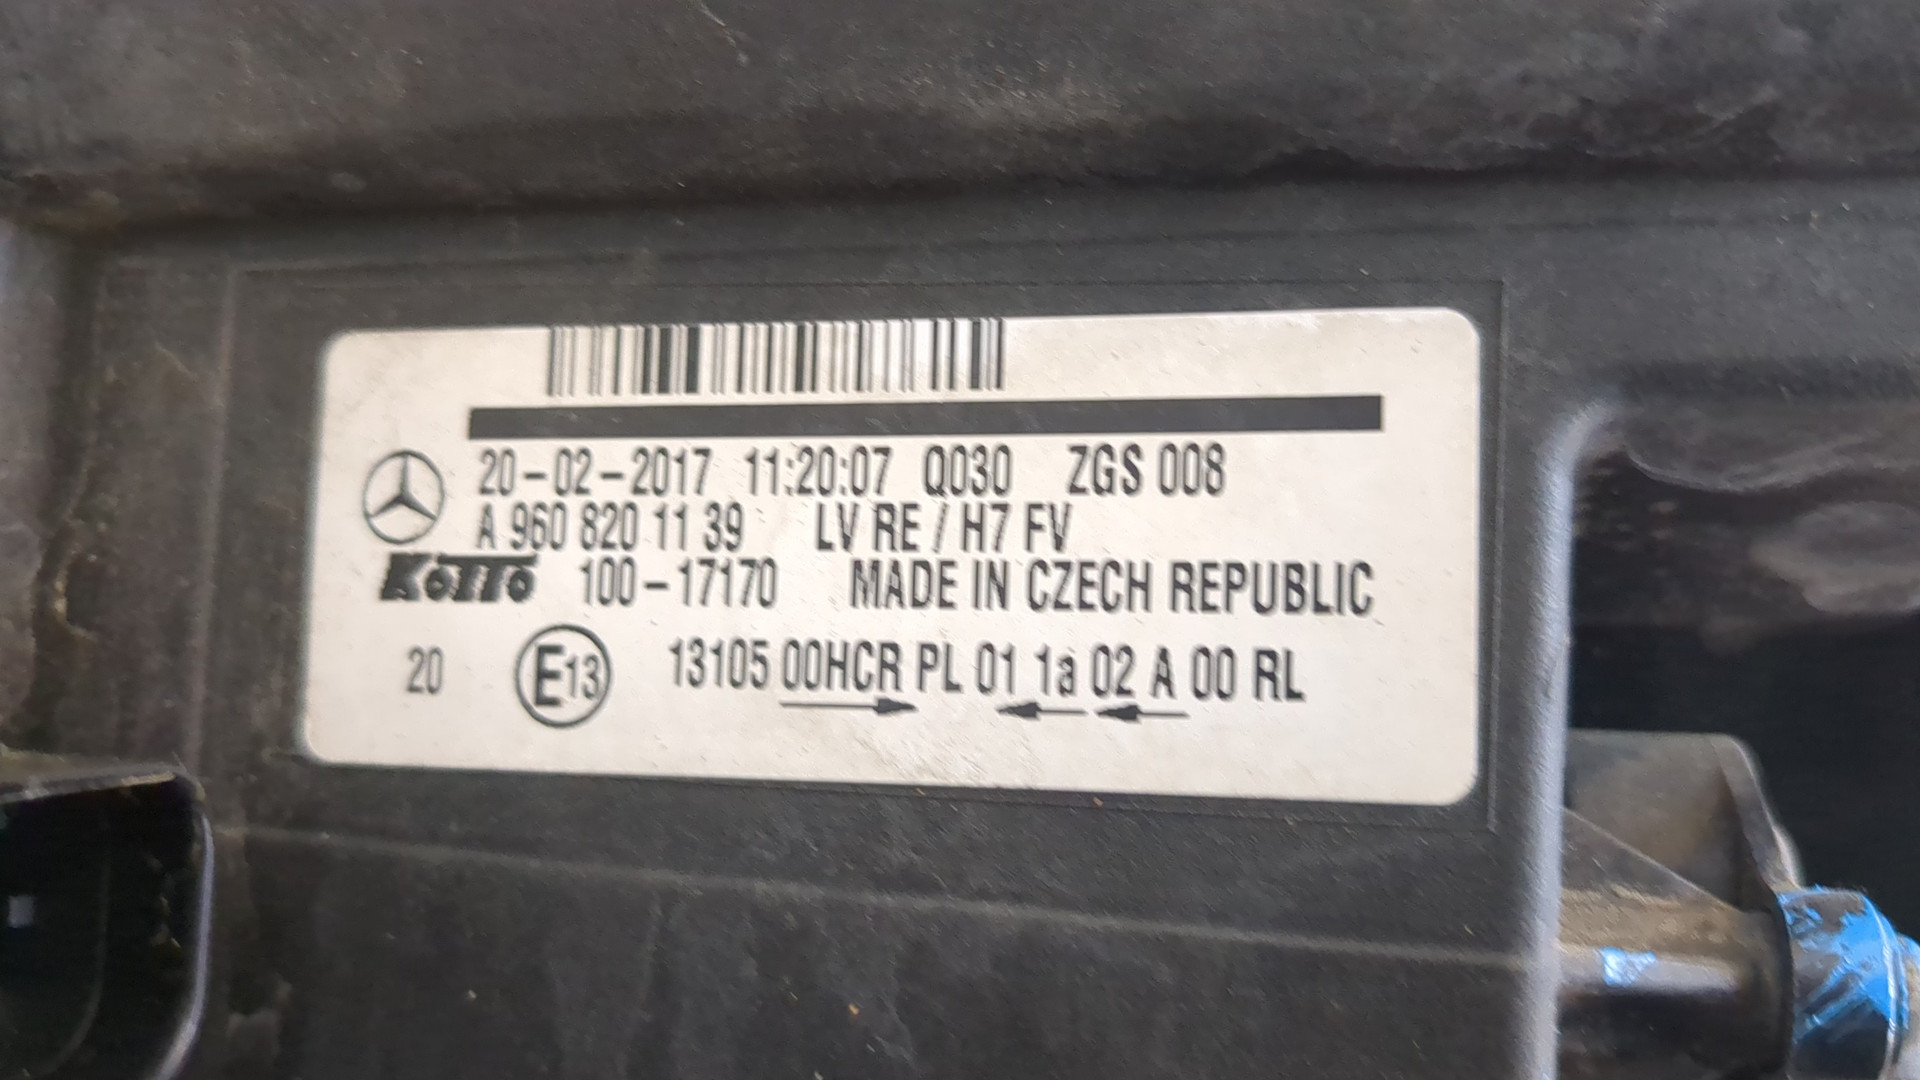 20-02-2017 11:20:07 Q030 ZGS 008
A 960 820 11 39 LV RE / H7 FV
KOITO 100-17170 MADE IN CZECH REPUBLIC
20 E13 13105 00HCR PL 01 1a 02 A 00 RL